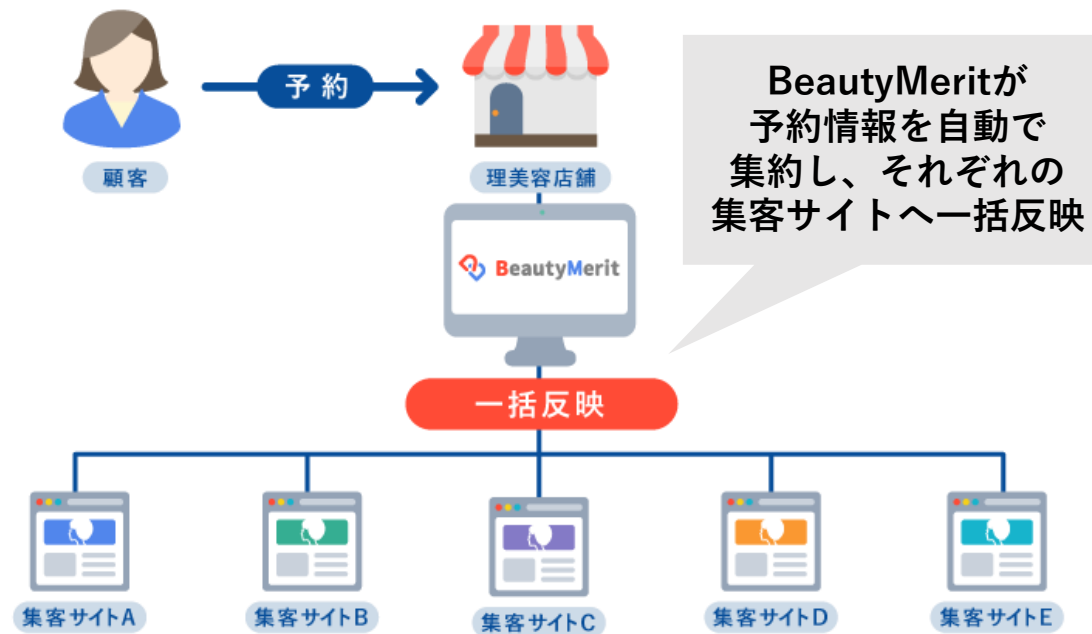 予約
顧客
理美容店舗
BeautyMeritが
予約情報を自動で
集約し、それぞれの
集客サイトへ一括反映
BeautyMerit
一括反映
集客サイトA
集客サイトB
集客サイトC
集客サイトD
集客サイトE